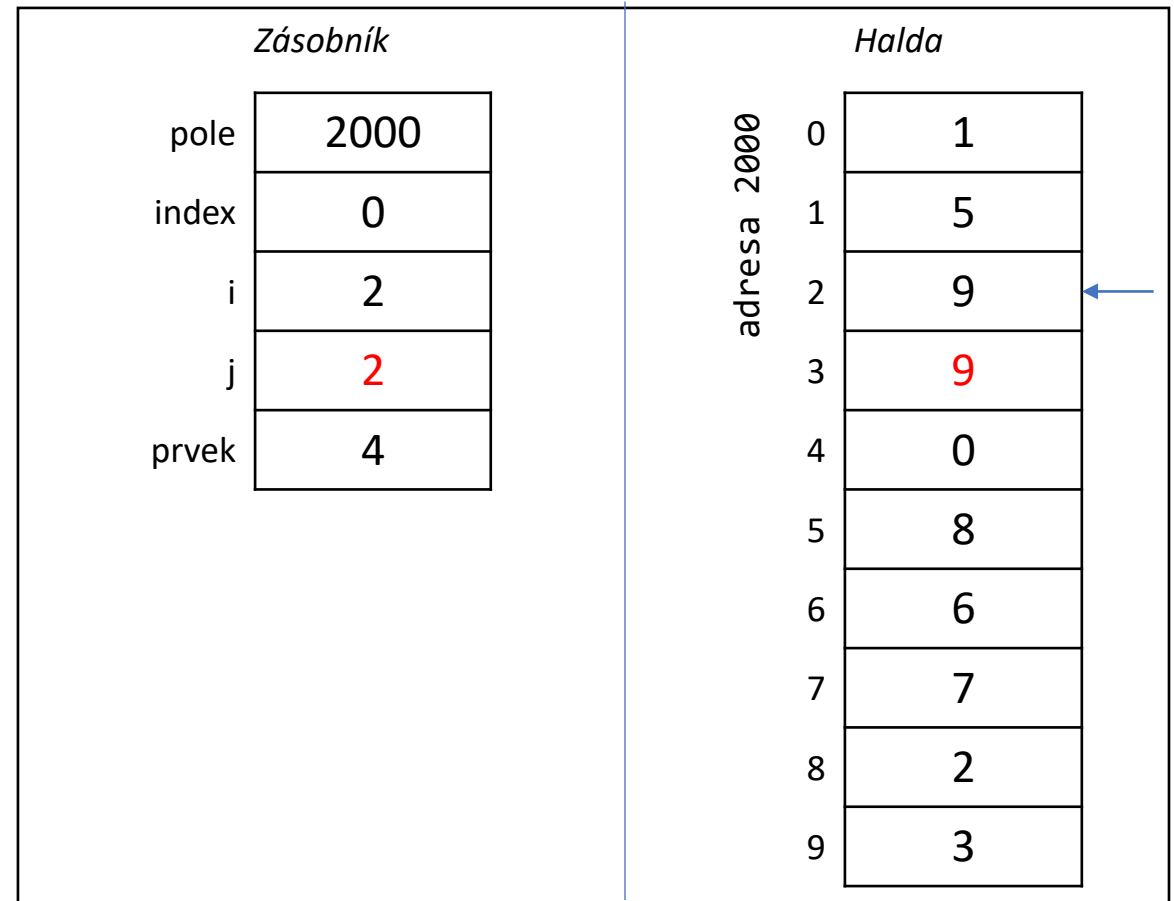 Zásobník
pole 2000
index 0
i 2
j 2
prvek 4
Halda
adresa 2000
0 1
1 5
2 9
3 9
4 0
5 8
6 6
7 7
8 2
9 3